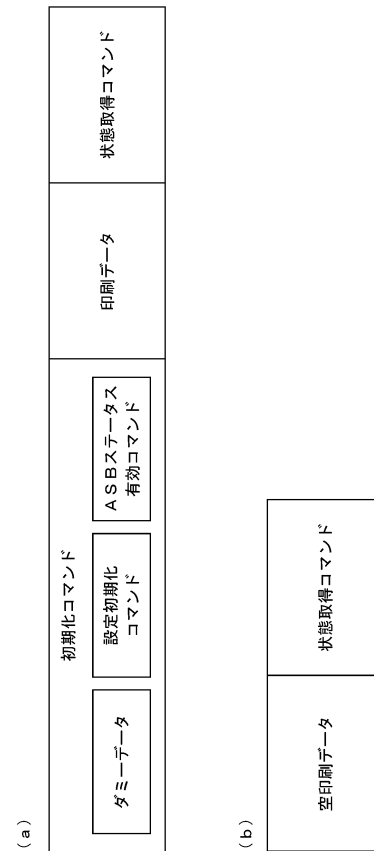 (a)
初期化コマンド
ダミーデータ
設定初期化
コマンド
ASBステータス
有効コマンド
印刷データ
状態取得コマンド
(b)
空印刷データ
状態取得コマンド